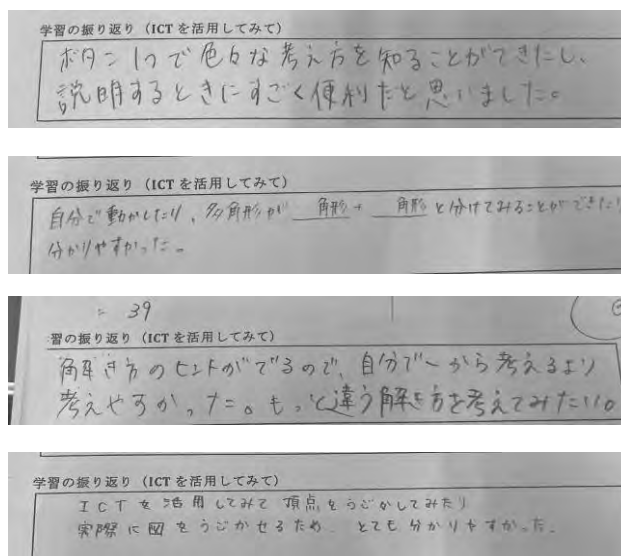 学習の振り返り（ICTを活用してみて）
ボタン1つで色々な考え方を知ることができたし、
説明するときにすごく便利だと思いました。
学習の振り返り（ICTを活用してみて）
自分で動かしたり、多角形が＿角形＋＿角形と分けてみることができたり
分かりやすかった。
= 39
習の振り返り（ICTを活用してみて）
解き方のヒントがでるので、自分で一から考えるより
考えやすかった。もっと違う解き方を考えてみたい。
学習の振り返り（ICTを活用してみて）
ICTを活用してみて頂点をうごかしてみたり
実際に図をうごかせるため、とても分かりやすかった。